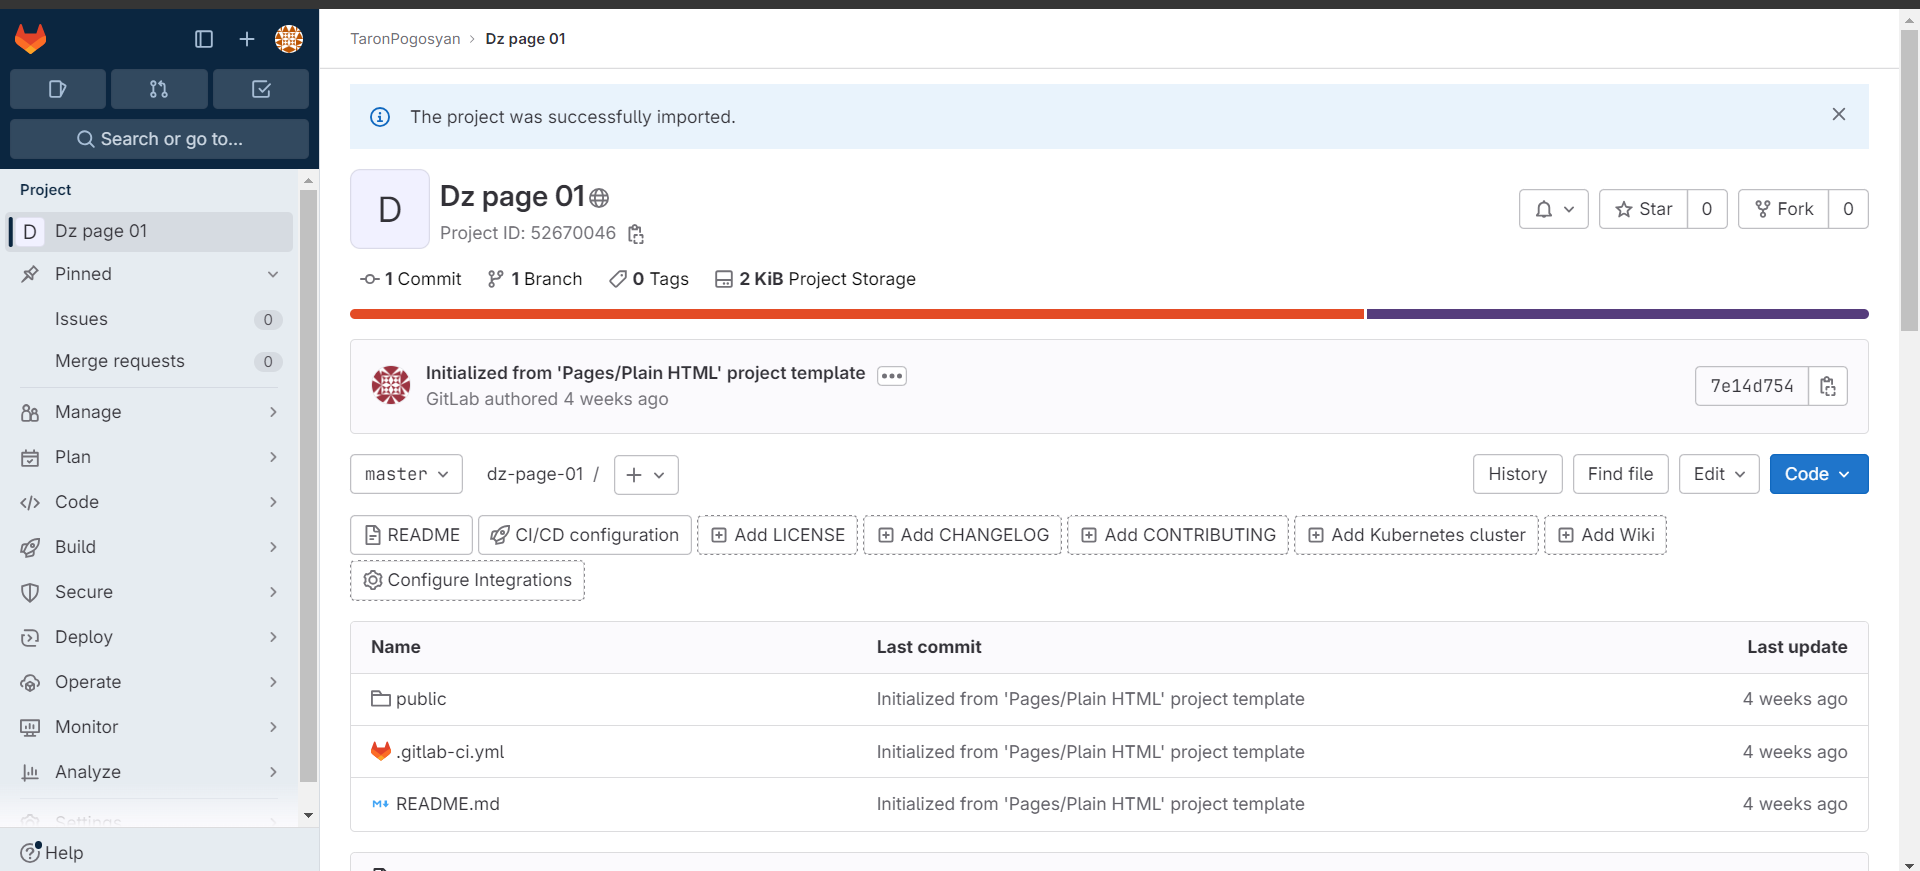 TaronPogosyan > Dz page 01
Search or go to...
Project
D Dz page 01
Pinned
Issues 0
Merge requests 0
Manage
Plan
Code
Build
Secure
Deploy
Operate
Monitor
Analyze
Settings
Help
The project was successfully imported.
D
Dz page 01
Project ID: 52670046
Star 0
Fork 0
1 Commit 1 Branch 0 Tags 2 KiB Project Storage
Initialized from 'Pages/Plain HTML' project template
GitLab authored 4 weeks ago
7e14d754
master dz-page-01 / History Find file Edit Code
README CI/CD configuration Add LICENSE Add CHANGELOG Add CONTRIBUTING Add Kubernetes cluster Add Wiki
Configure Integrations
Name Last commit Last update
public Initialized from 'Pages/Plain HTML' project template 4 weeks ago
.gitlab-ci.yml Initialized from 'Pages/Plain HTML' project template 4 weeks ago
README.md Initialized from 'Pages/Plain HTML' project template 4 weeks ago